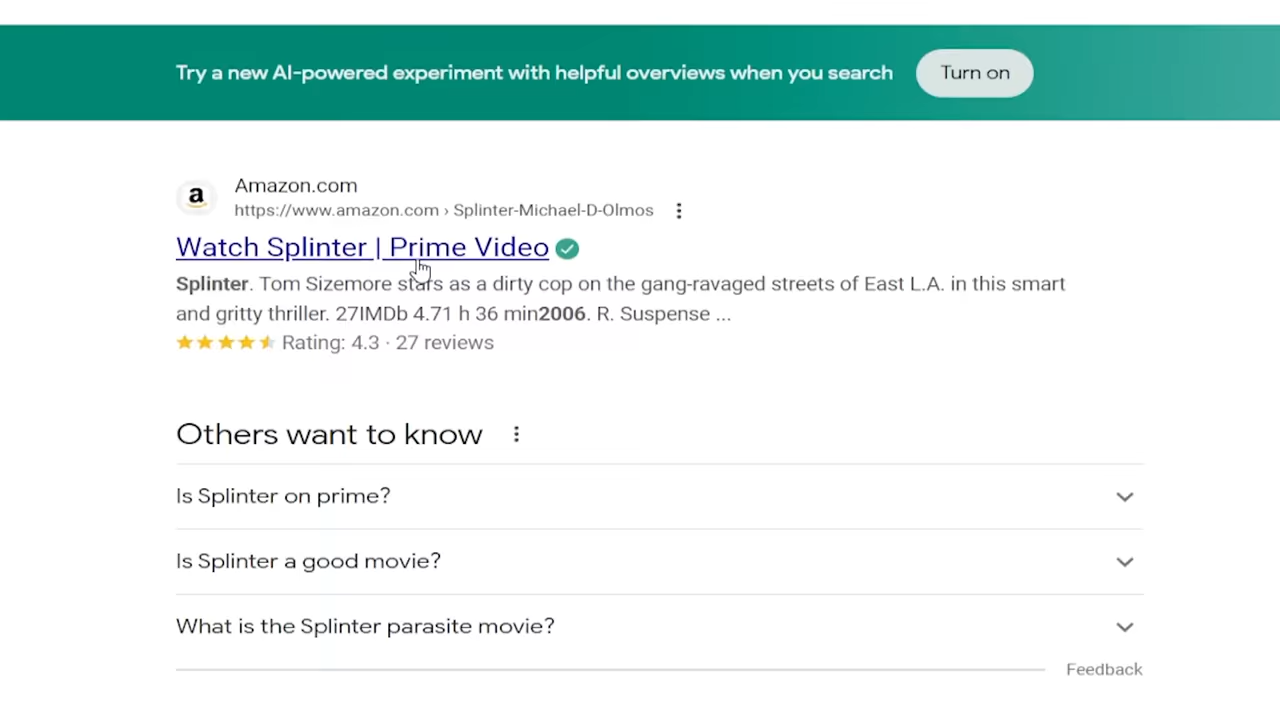 Try a new AI-powered experiment with helpful overviews when you search
Turn on
a
Amazon.com
https://www.amazon.com › Splinter-Michael-D-Olmos
Watch Splinter | Prime Video
Splinter. Tom Sizemore stars as a dirty cop on the gang-ravaged streets of East L.A. in this smart
and gritty thriller. 27IMDb 4.71 h 36 min2006. R. Suspense ...
Rating: 4.3 · 27 reviews
Others want to know
Is Splinter on prime?
Is Splinter a good movie?
What is the Splinter parasite movie?
Feedback